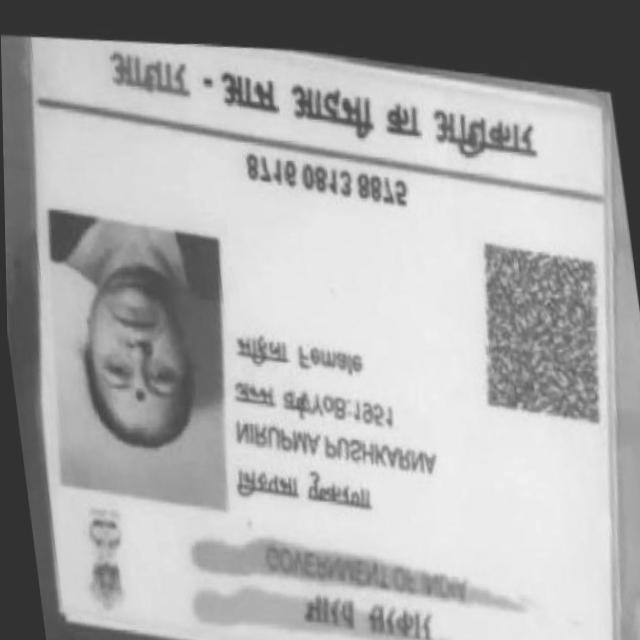 भारत सरकार
GOVERNMENT OF INDIA
निरुपमा पुष्करणा
NIRUPMA PUSHKARNA
जन्म वर्ष/YoB:1951
महिला Female
8716 0813 8875
आधार - आम आदमी का अधिकार